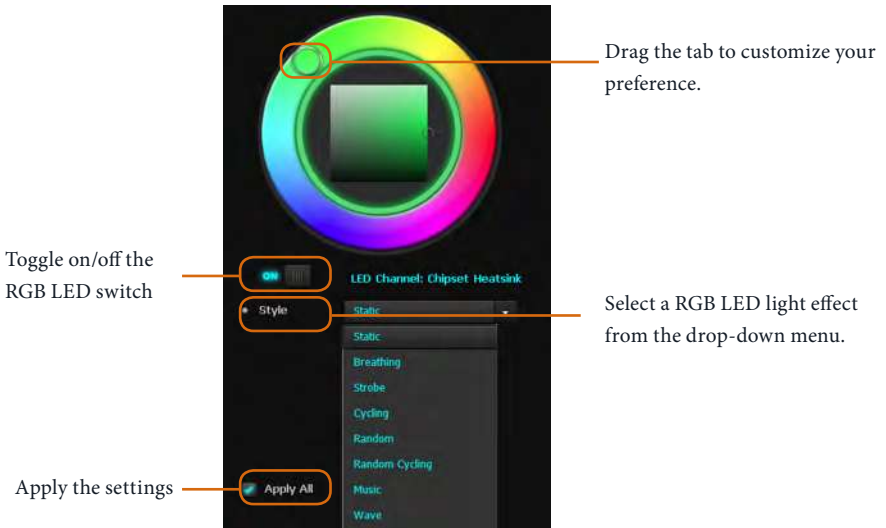 Drag the tab to customize your
preference.
Toggle on/off the
RGB LED switch
ON
LED Channel: Chipset Heatsink
Style
Static
Select a RGB LED light effect
from the drop-down menu.
Static
Breathing
Strobe
Cycling
Random
Random Cycling
Apply the settings
Apply All
Music
Wave